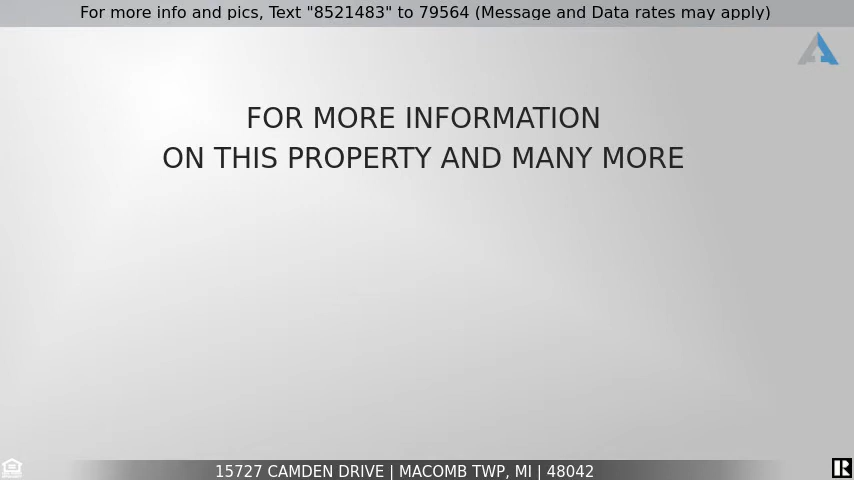 For more info and pics, Text "8521483" to 79564 (Message and Data rates may apply)
FOR MORE INFORMATION
ON THIS PROPERTY AND MANY MORE
15727 CAMDEN DRIVE | MACOMB TWP, MI | 48042